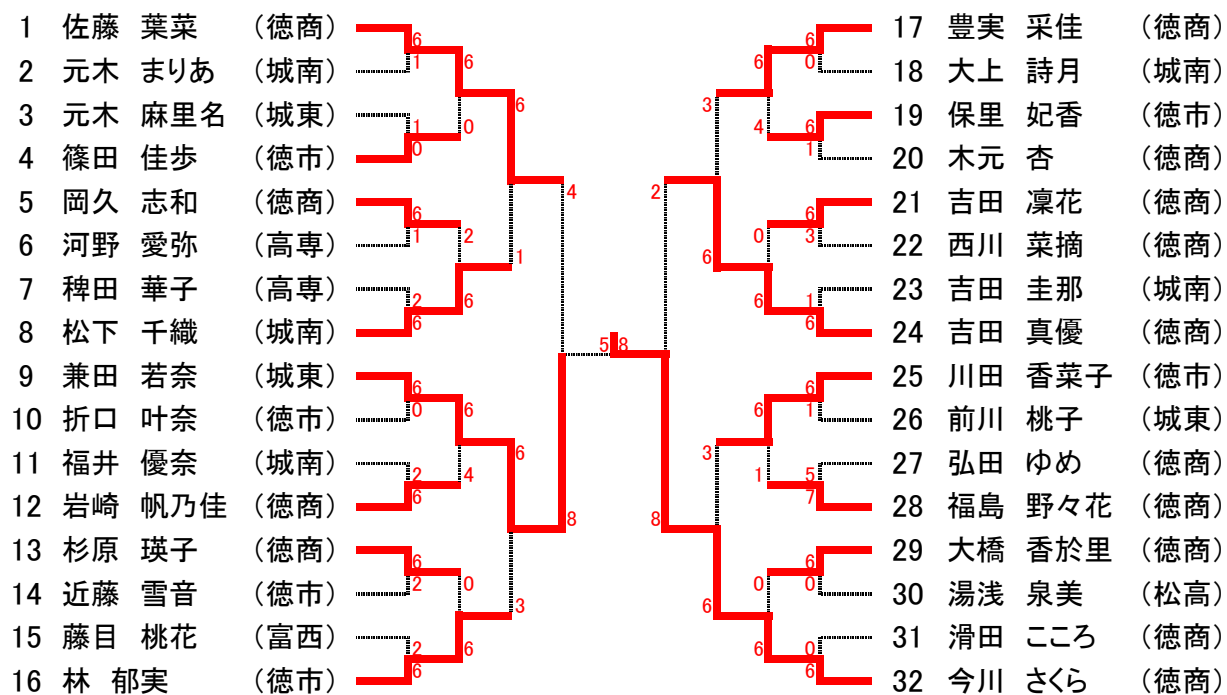 1 佐藤 葉菜 (徳商)
2 元木 まりあ (城南)
3 元木 麻里名 (城東)
4 篠田 佳歩 (徳市)
5 岡久 志和 (徳商)
6 河野 愛弥 (高専)
7 稗田 華子 (高専)
8 松下 千織 (城南)
9 兼田 若奈 (城東)
10 折口 叶奈 (徳市)
11 福井 優奈 (城南)
12 岩崎 帆乃佳 (徳商)
13 杉原 瑛子 (徳商)
14 近藤 雪音 (徳市)
15 藤目 桃花 (富西)
16 林 郁実 (徳市)
6
1
1
0
6
1
2
6
6
0
2
6
6
2
2
6
6
0
2
6
6
4
0
6
6
1
6
3
4
8
5 8
2
8
3
6
3
6
6
4
0
6
6
1
0
6
6
0
6
1
6
3
1
6
6
1
5
7
6
0
0
6
17 豊実 采佳 (徳商)
18 大上 詩月 (城南)
19 保里 妃香 (徳市)
20 木元 杏 (徳商)
21 吉田 凜花 (徳商)
22 西川 菜摘 (徳商)
23 吉田 圭那 (城南)
24 吉田 真優 (徳商)
25 川田 香菜子 (徳市)
26 前川 桃子 (城東)
27 弘田 ゆめ (徳商)
28 福島 野々花 (徳商)
29 大橋 香於里 (徳商)
30 湯浅 泉美 (松高)
31 滑田 こころ (徳商)
32 今川 さくら (徳商)